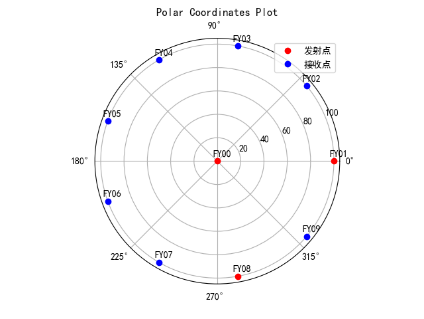 Polar Coordinates Plot
90°
发射点
接收点
FY03
FY04
135°
FY02
100
80
60
40
20
FY05
180°
FY00
FY01
0°
FY06
FY09
225°
FY07
FY08
315°
270°